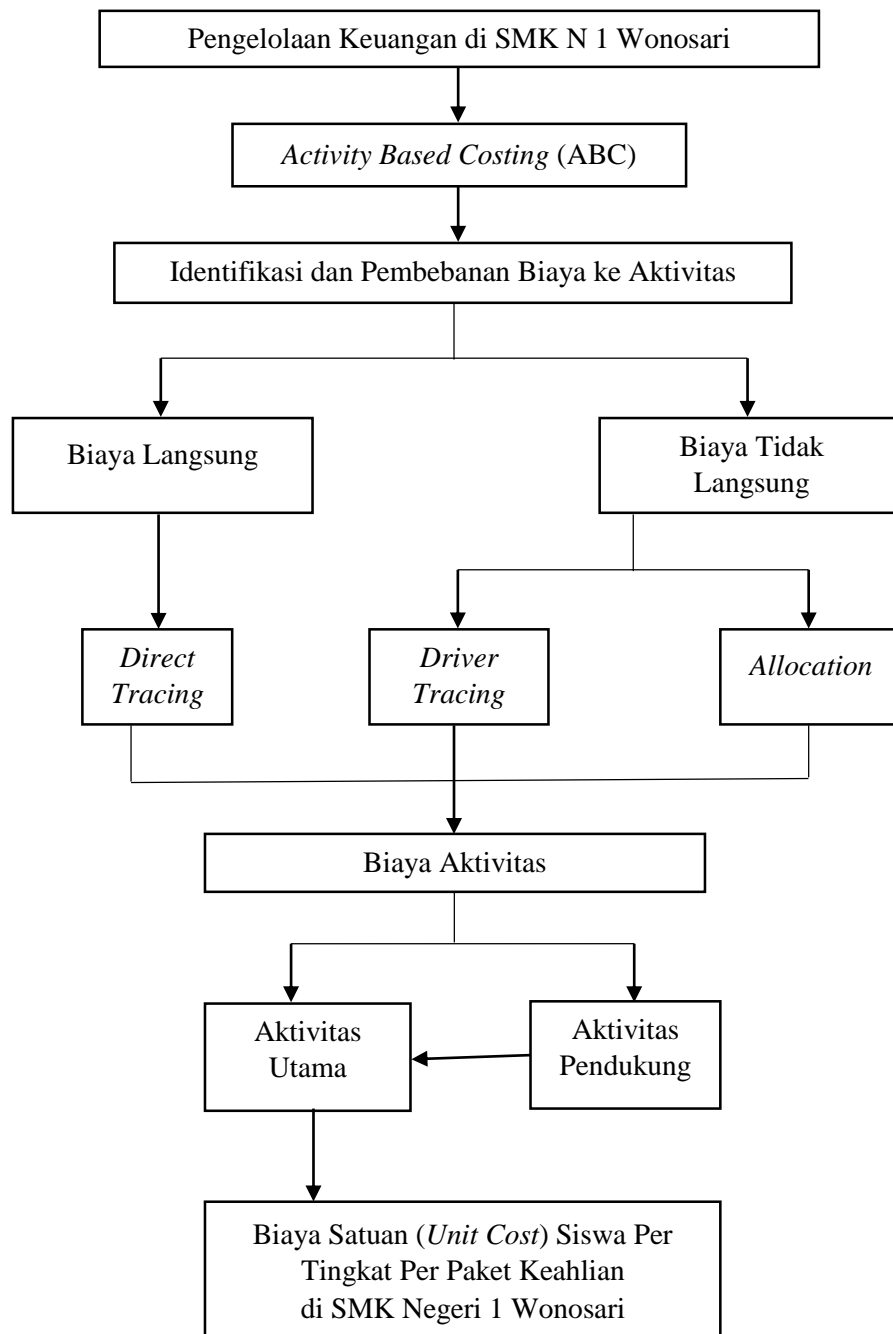 Pengelolaan Keuangan di SMK N 1 Wonosari
Activity Based Costing (ABC)
Identifikasi dan Pembebanan Biaya ke Aktivitas
Biaya Langsung
Biaya Tidak
Langsung
Direct
Tracing
Driver
Tracing
Allocation
Biaya Aktivitas
Aktivitas
Utama
Aktivitas
Pendukung
Biaya Satuan (Unit Cost) Siswa Per
Tingkat Per Paket Keahlian
di SMK Negeri 1 Wonosari